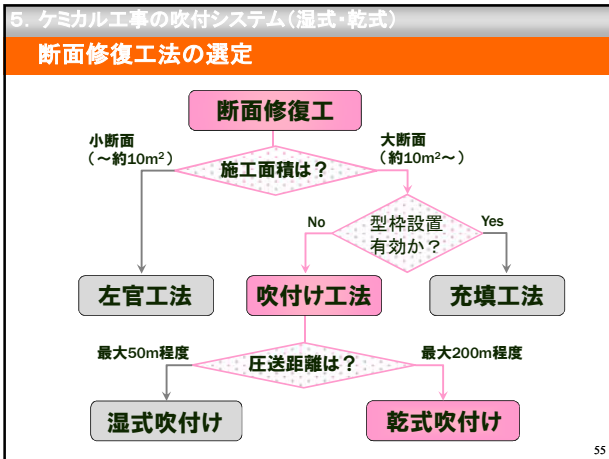 5. ケミカル工事の吹付システム(湿式・乾式)
断面修復工法の選定
断面修復工
小断面
(～約10m²)
大断面
(約10m²～)
施工面積は？
No
型枠設置
有効か？
Yes
左官工法
吹付け工法
充填工法
最大50m程度
圧送距離は？
最大200m程度
湿式吹付け
乾式吹付け
55